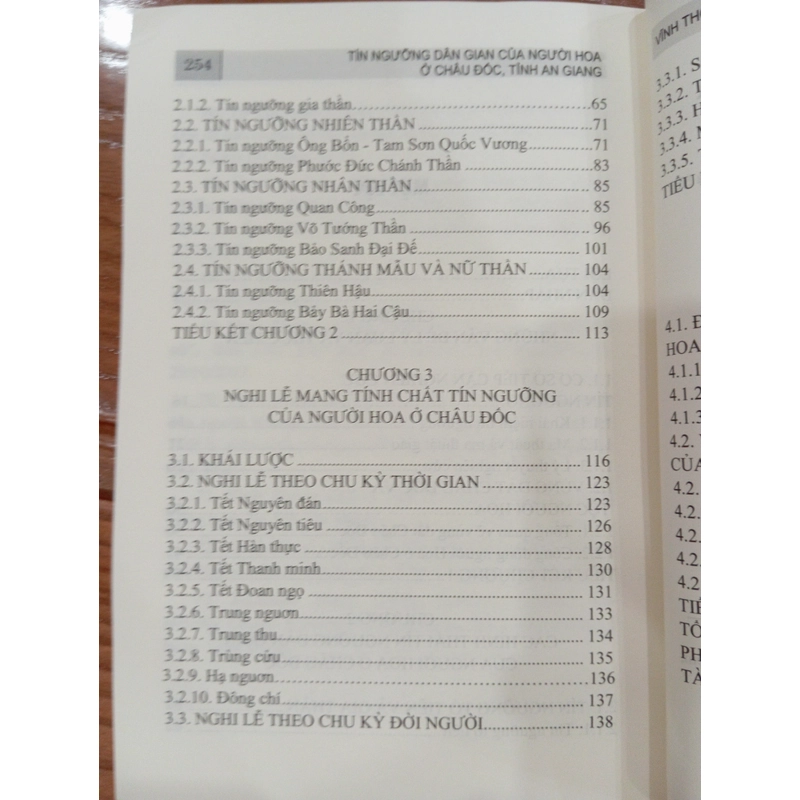 254
TÍN NGƯỠNG DÂN GIAN CỦA NGƯỜI HOA
Ở CHÂU ĐỐC, TỈNH AN GIANG
2.1.2. Tín ngưỡng gia thần 65
2.2. TÍN NGƯỠNG NHIÊN THẦN 71
2.2.1. Tín ngưỡng Ông Bổn - Tam Sơn Quốc Vương 71
2.2.2. Tín ngưỡng Phước Đức Chánh Thần 83
2.3. TÍN NGƯỠNG NHÂN THẦN 85
2.3.1. Tín ngưỡng Quan Công 85
2.3.2. Tín ngưỡng Võ Tướng Thần 96
2.3.3. Tín ngưỡng Bảo Sanh Đại Đế 101
2.4. TÍN NGƯỠNG THÁNH MẪU VÀ NỮ THẦN 104
2.4.1. Tín ngưỡng Thiên Hậu 104
2.4.2. Tín ngưỡng Bảy Bà Hai Cậu 109
TIỂU KẾT CHƯƠNG 2 113
CHƯƠNG 3
NGHI LỄ MANG TÍNH CHẤT TÍN NGƯỠNG
CỦA NGƯỜI HOA Ở CHÂU ĐỐC
3.1. KHÁI LƯỢC 116
3.2. NGHI LỄ THEO CHU KỲ THỜI GIAN 123
3.2.1. Tết Nguyên đán 123
3.2.2. Tết Nguyên tiêu 126
3.2.3. Tết Hàn thực 128
3.2.4. Tết Thanh minh 130
3.2.5. Tết Đoan ngọ 131
3.2.6. Trung nguơn 133
3.2.7. Trung thu 134
3.2.8. Trùng cửu 135
3.2.9. Hạ nguơn 136
3.2.10. Đông chí 137
3.3. NGHI LỄ THEO CHU KỲ ĐỜI NGƯỜI 138
VĨNH TH
3.3.1. S
3.3.2. T
3.3.3. H
3.3.4.
3.3.5.
TIỂU
4.1. Đ
HOA
4.1.1
4.1.2
4.1.3
4.2.
CỦA
4.2.
4.2.
4.2.
4.2
TIỂ
TÔ
PH
TÀ